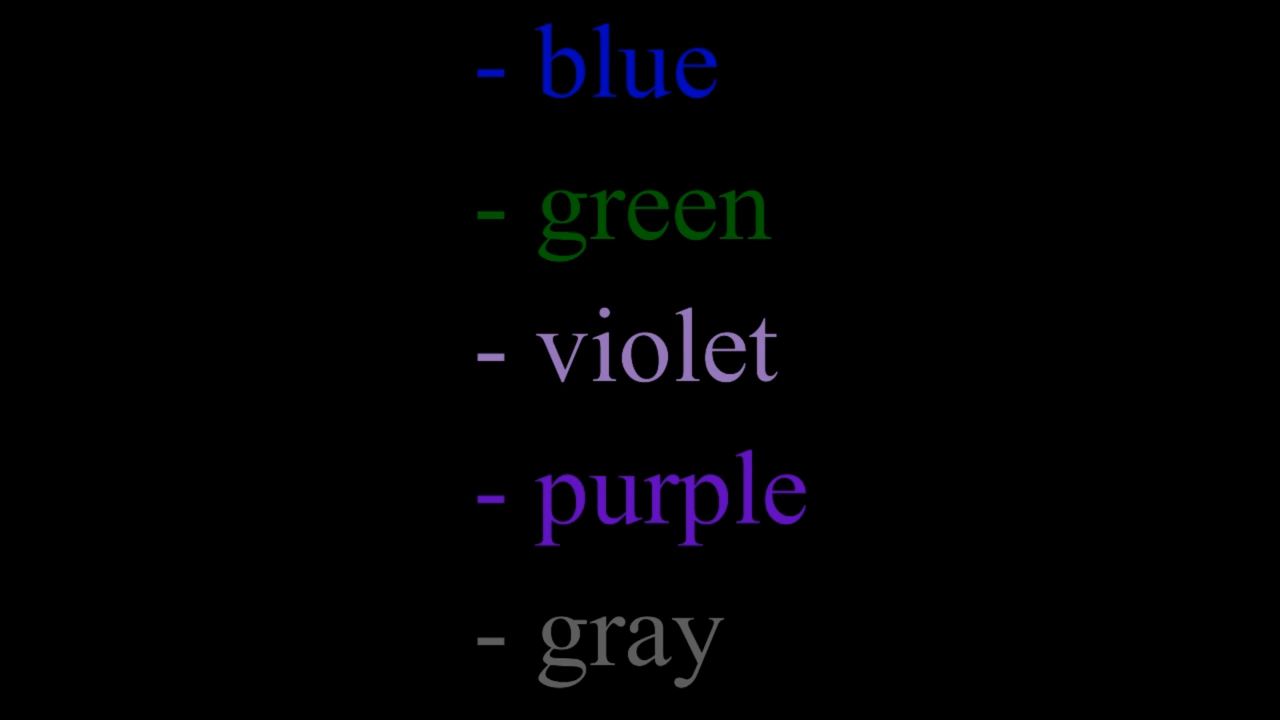 - blue
- green
- violet
- purple
- gray